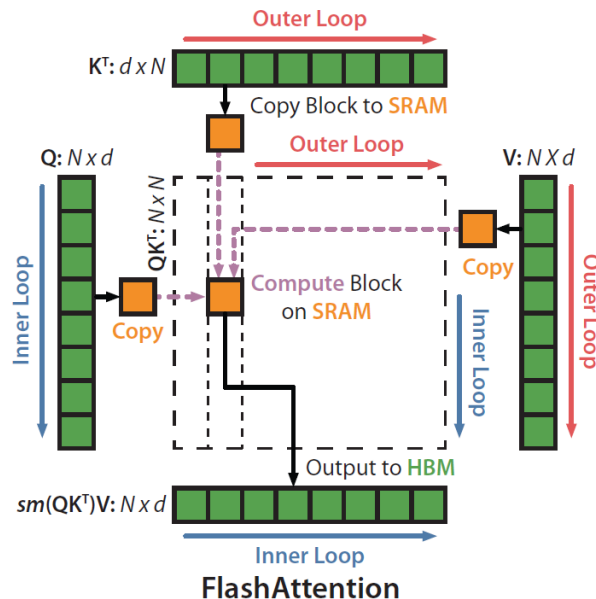 Outer Loop
Kᵀ: d x N
Copy Block to SRAM
Outer Loop
Q: N x d
V: N X d
QKᵀ: N x N
Copy
Inner Loop
Compute Block
on SRAM
Copy
Inner Loop
Outer Loop
Output to HBM
sm(QKᵀ)V: N x d
Inner Loop
FlashAttention